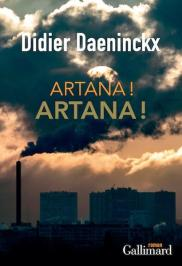 Didier Daeninckx
ARTANA !
ARTANA !
roman
Gallimard